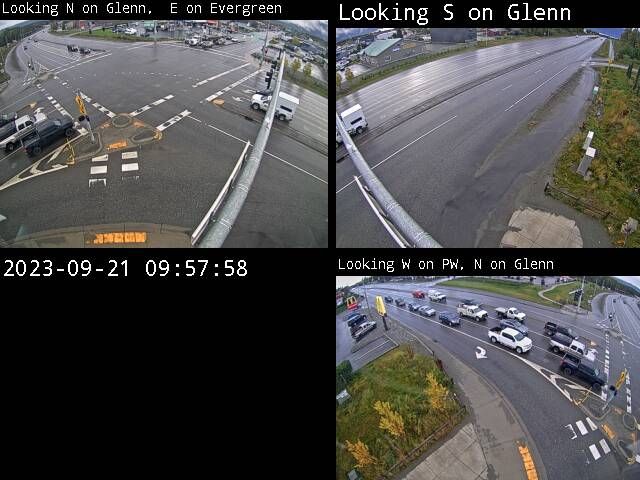 Looking N on Glenn, E on Evergreen
Looking S on Glenn
2023-09-21 09:57:58
Looking W on PW, N on Glenn